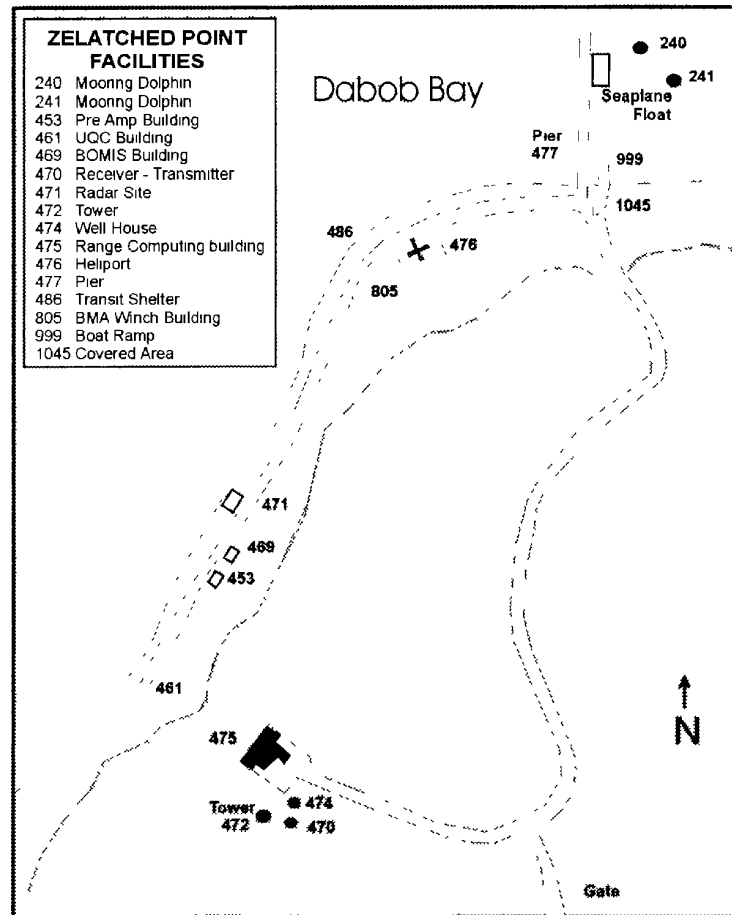 ZELATCHED POINT
FACILITIES
240 Mooring Dolphin
241 Mooring Dolphin
453 Pre Amp Building
461 UQC Building
469 BOMIS Building
470 Receiver - Transmitter
471 Radar Site
472 Tower
474 Well House
475 Range Computing building
476 Heliport
477 Pier
486 Transit Shelter
805 BMA Winch Building
999 Boat Ramp
1045 Covered Area
Dabob Bay
240
241
Seaplane
Float
Pier
477
999
1045
486
476
805
471
469
453
461
475
N
474
Tower
472
470
Gate